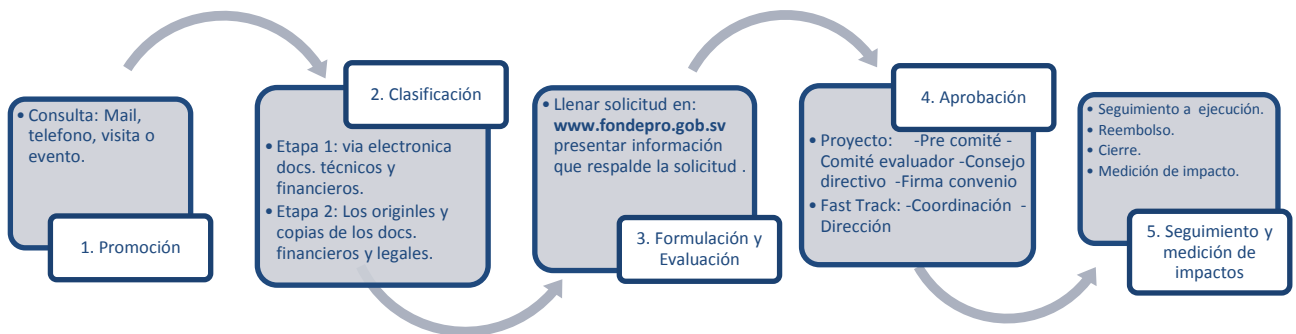 • Consulta: Mail,
telefono, visita o
evento.
1. Promoción
2. Clasificación
• Etapa 1: via electronica
docs. técnicos y
financieros.
• Etapa 2: Los originles y
copias de los docs.
financieros y legales.
• Llenar solicitud en:
www.fondepro.gob.sv
presentar información
que respalde la solicitud .
3. Formulación y
Evaluación
4. Aprobación
• Proyecto: -Pre comité -
Comité evaluador -Consejo
directivo -Firma convenio
• Fast Track: -Coordinación -
Dirección
• Seguimiento a ejecución.
• Reembolso.
• Cierre.
• Medición de impacto.
5. Seguimiento y
medición de
impactos